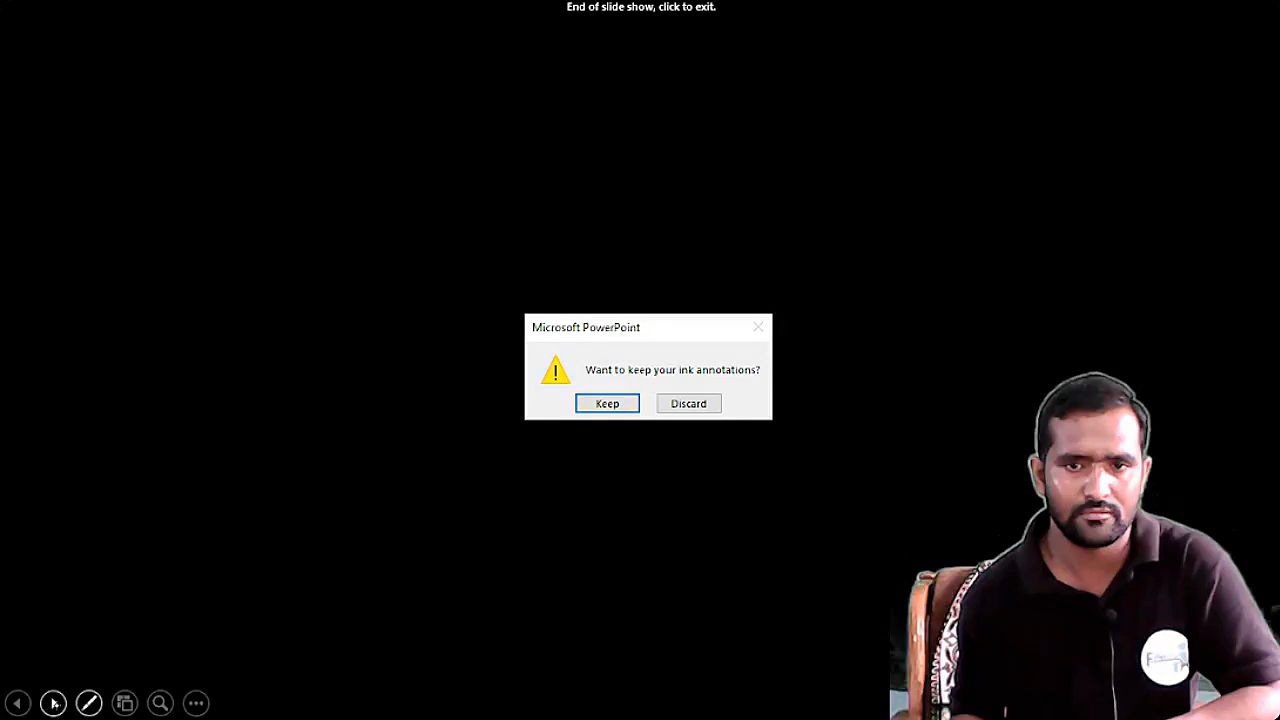 End of slide show, click to exit.
Microsoft PowerPoint
Want to keep your ink annotations?
Keep
Discard